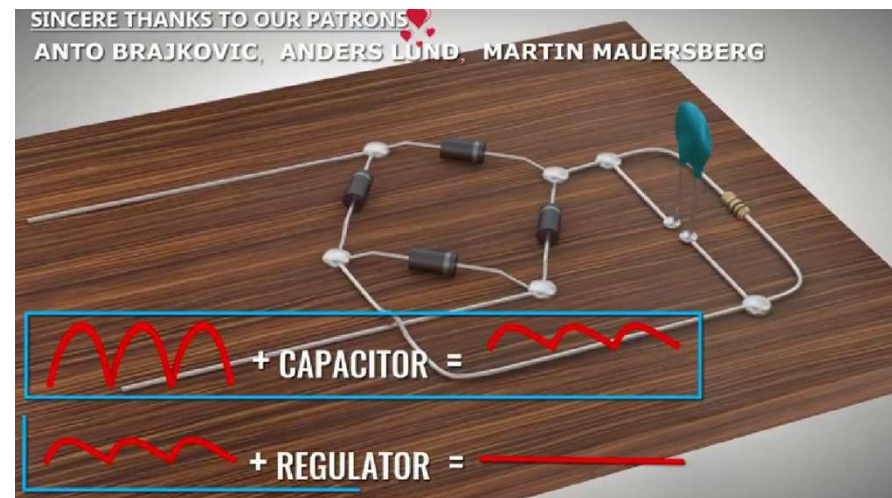 SINCERE THANKS TO OUR PATRONS
ANTO BRAJKOVIC, ANDERS LUND, MARTIN MAUERSBERG
+ CAPACITOR =
+ REGULATOR =